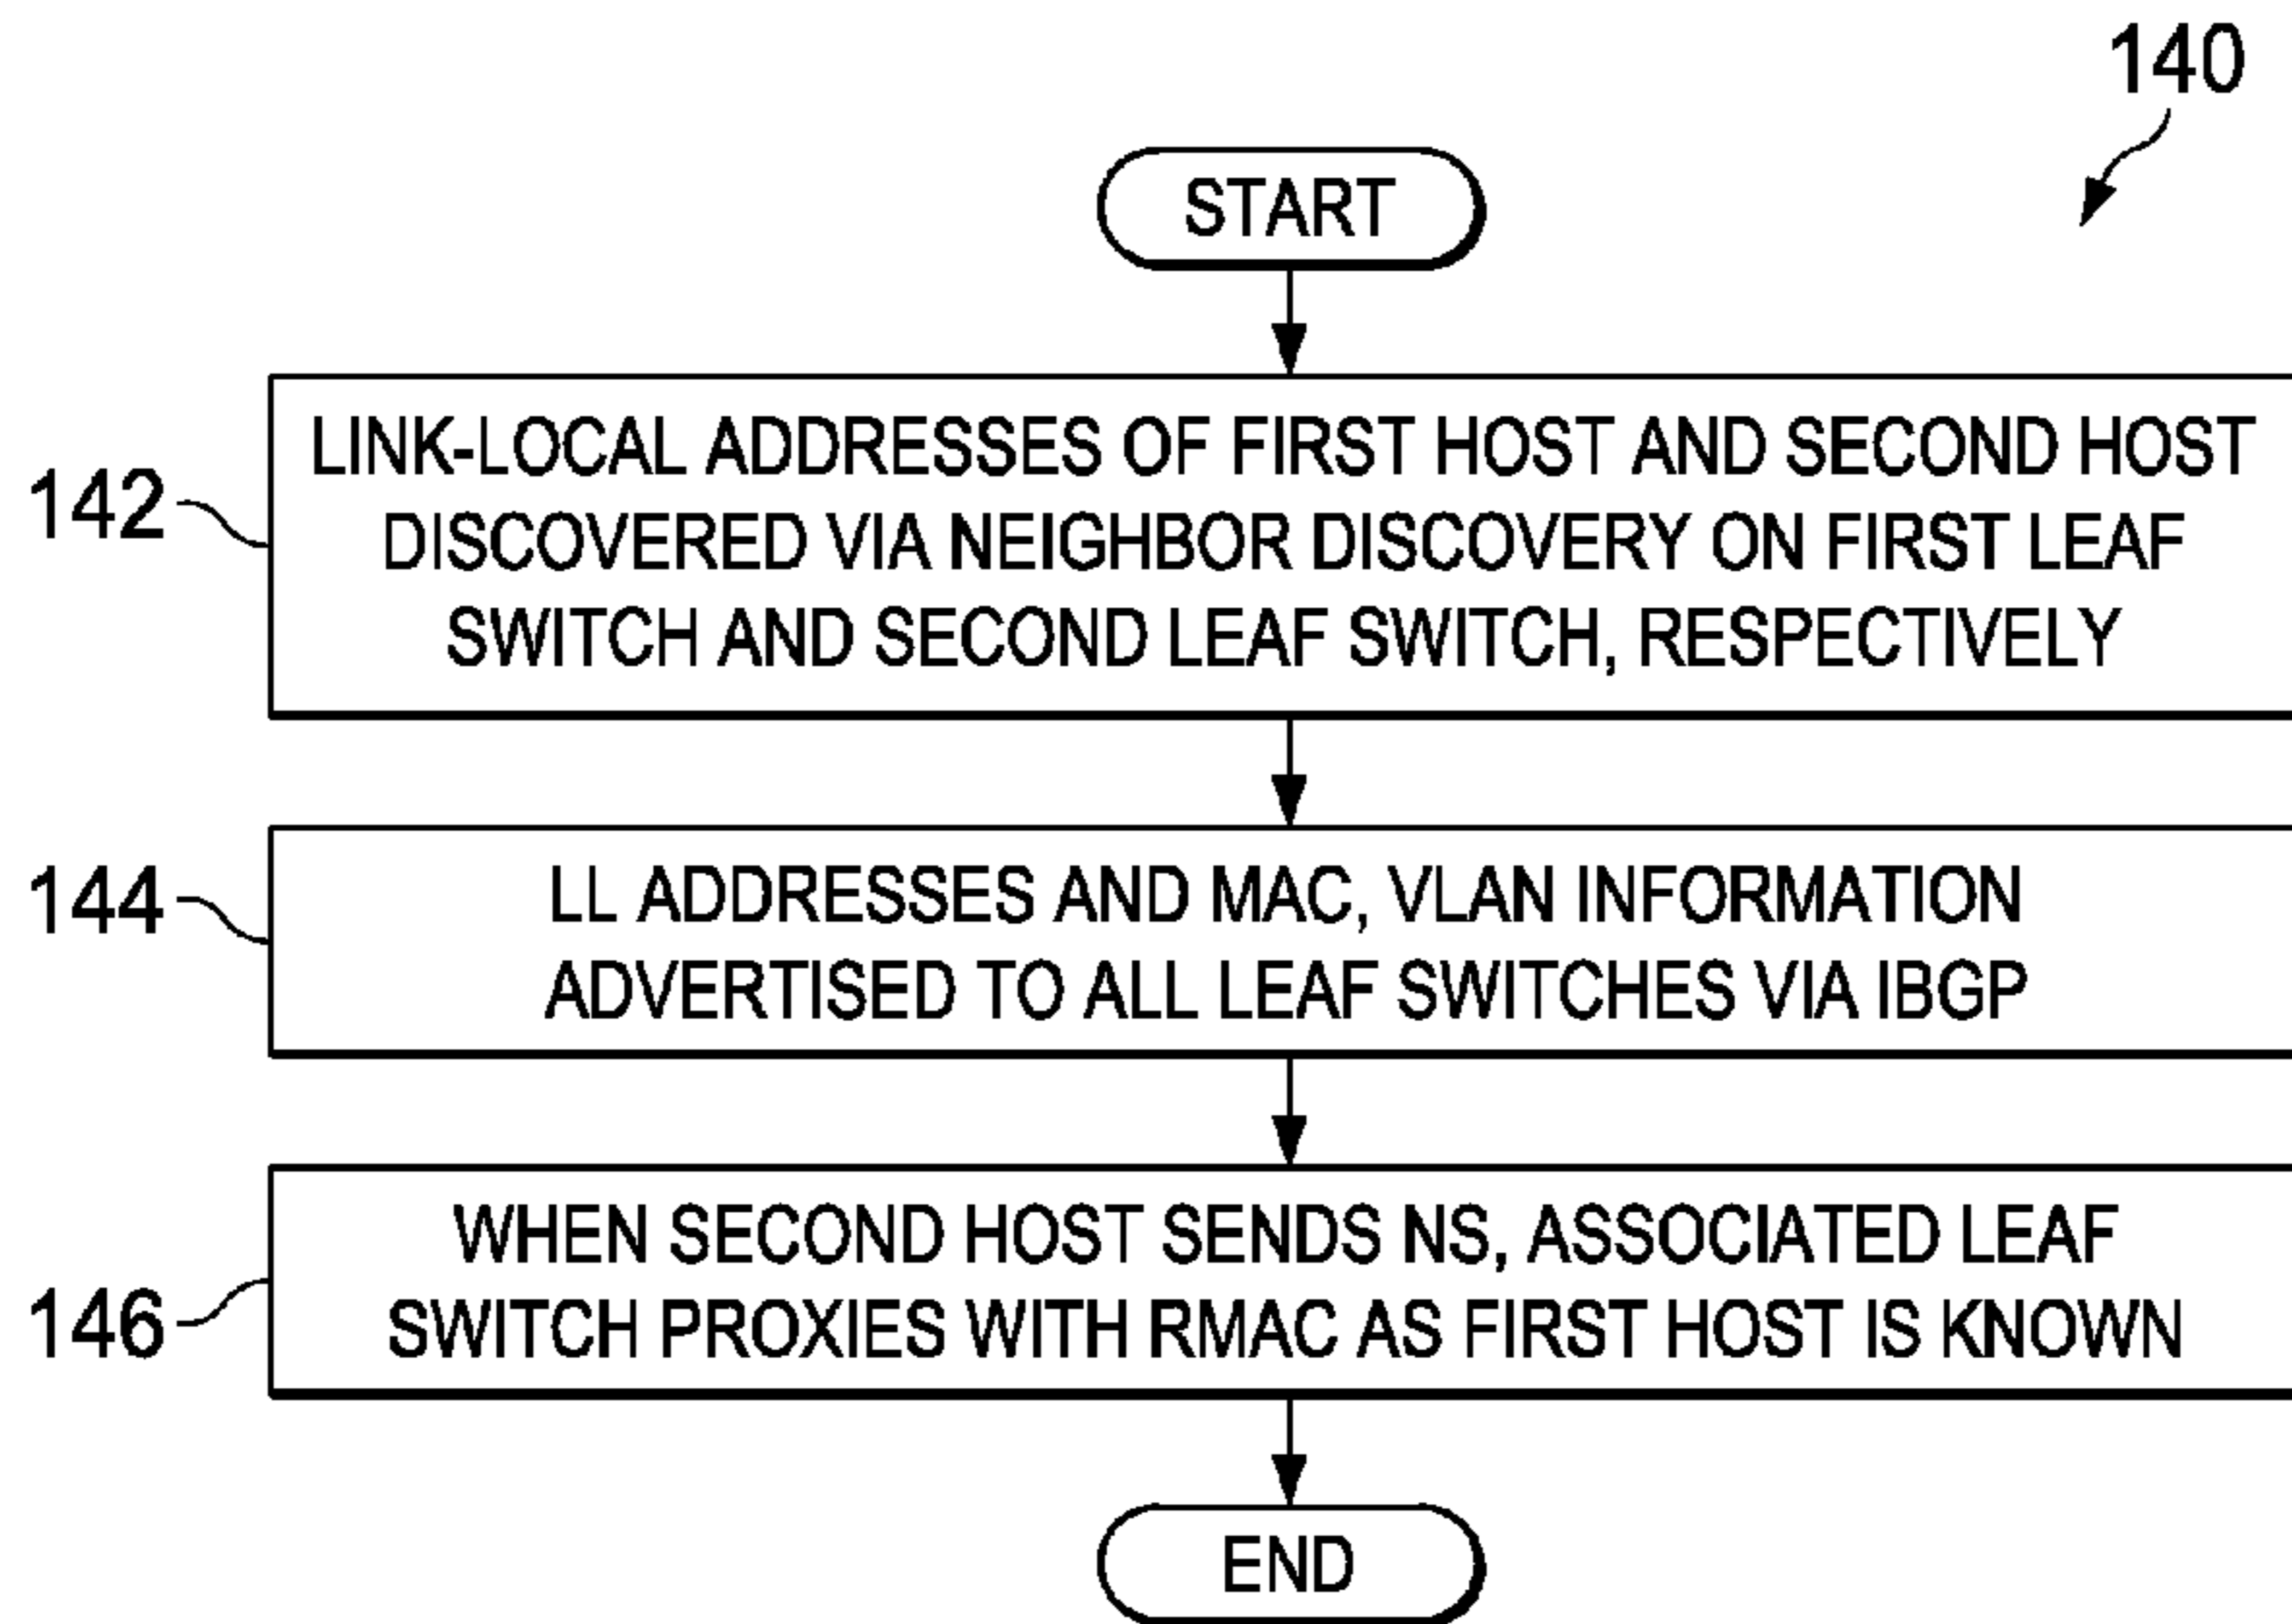 140
START
LINK-LOCAL ADDRESSES OF FIRST HOST AND SECOND HOST
DISCOVERED VIA NEIGHBOR DISCOVERY ON FIRST LEAF
SWITCH AND SECOND LEAF SWITCH, RESPECTIVELY
142
LL ADDRESSES AND MAC, VLAN INFORMATION
ADVERTISED TO ALL LEAF SWITCHES VIA IBGP
144
WHEN SECOND HOST SENDS NS, ASSOCIATED LEAF
SWITCH PROXIES WITH RMAC AS FIRST HOST IS KNOWN
146
END